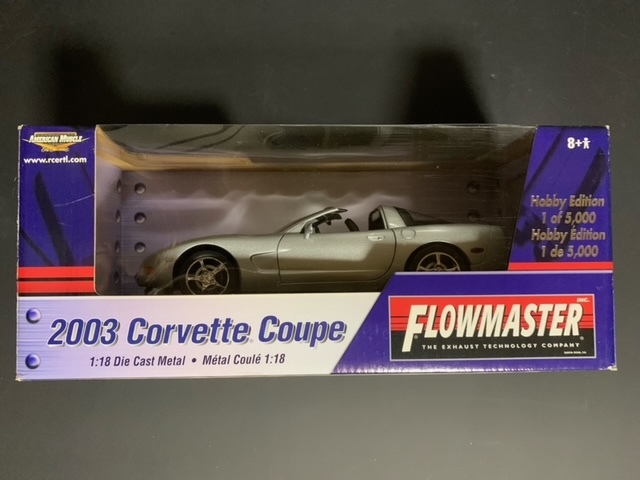 AMERICAN MUSCLE
www.rcertl.com
8+
Hobby Edition
1 of 5,000
Hobby Édition
1 de 5,000
2003 Corvette Coupe
1:18 Die Cast Metal • Métal Coulé 1:18
INC.
FLOWMASTER®
THE EXHAUST TECHNOLOGY COMPANY